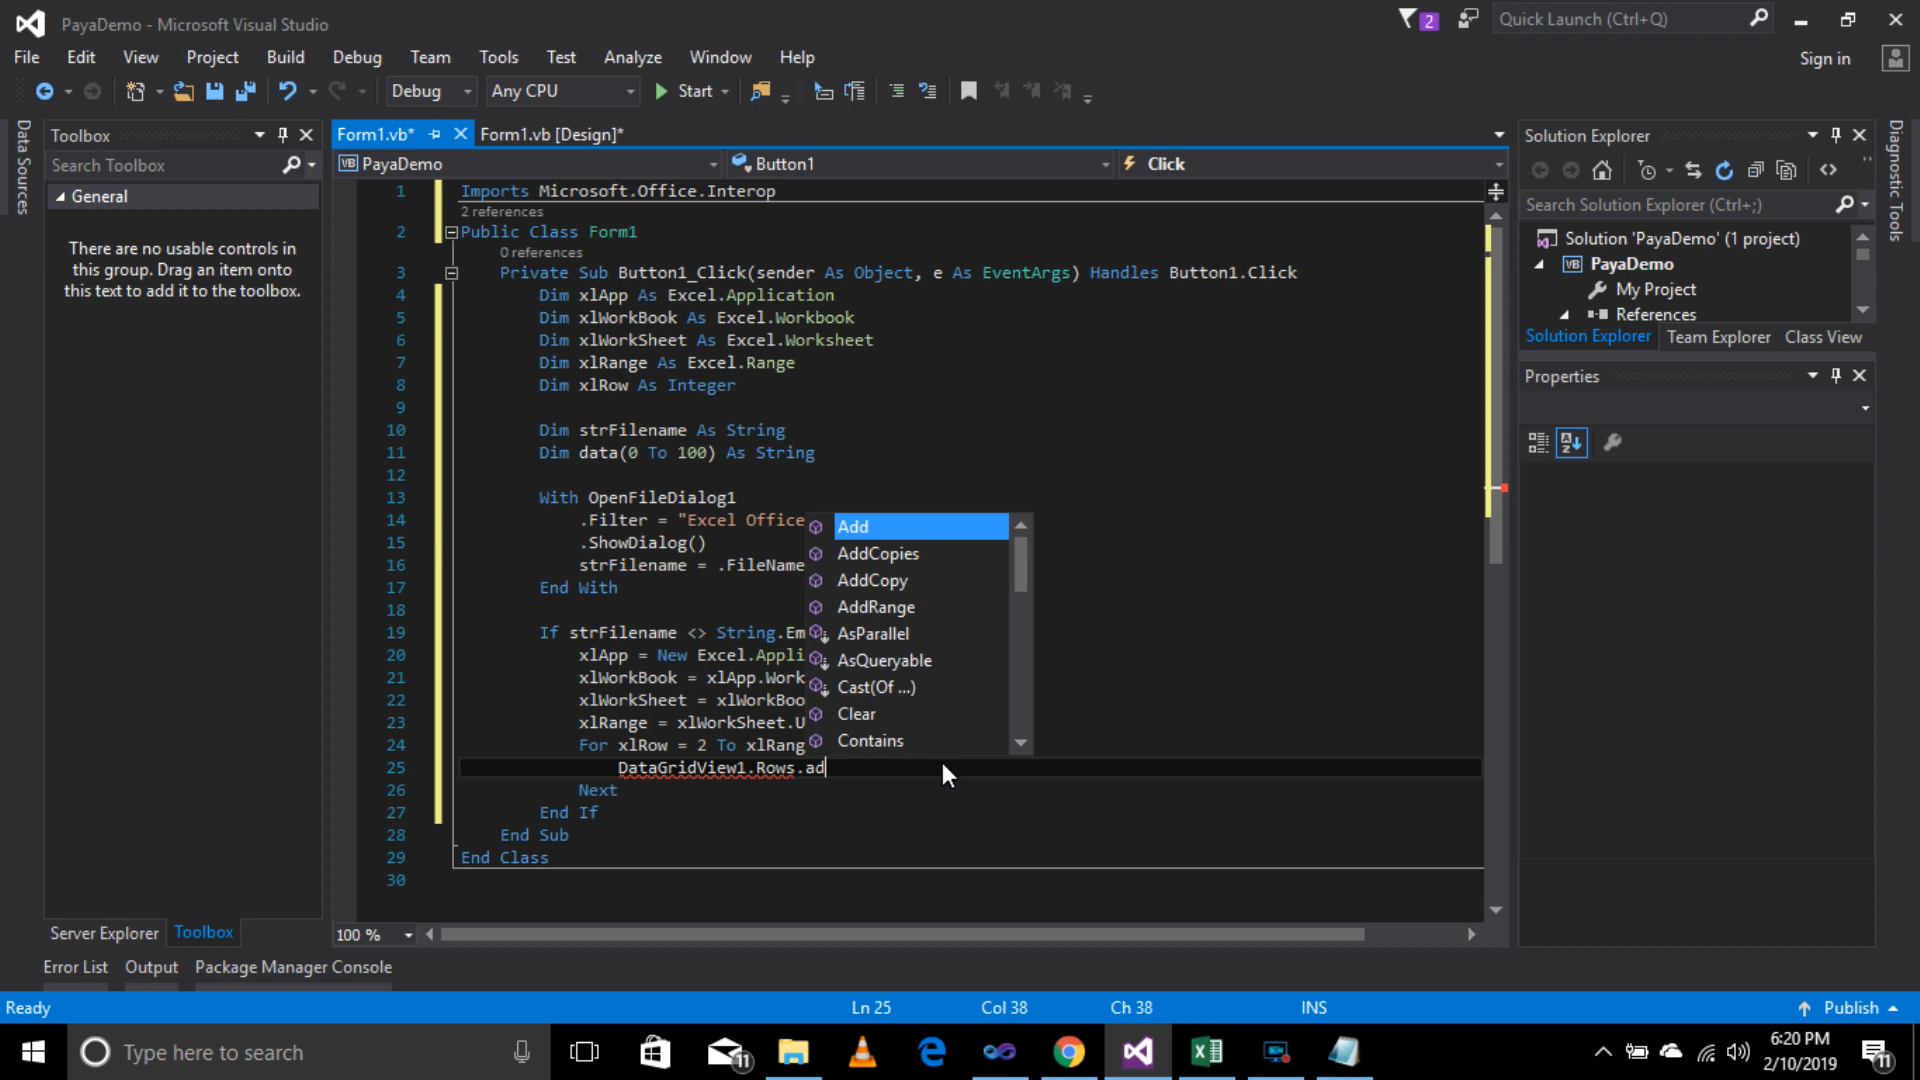 PayaDemo - Microsoft Visual Studio
2
Quick Launch (Ctrl+Q)
File Edit View Project Build Debug Team Tools Test Analyze Window Help
Sign in
Debug
Any CPU
Start
Data Sources
Toolbox
Search Toolbox
General
There are no usable controls in
this group. Drag an item onto
this text to add it to the toolbox.
Server Explorer Toolbox
Form1.vb* Form1.vb [Design]*
VB PayaDemo
Button1
Click
1 Imports Microsoft.Office.Interop
2 references
2 Public Class Form1
0 references
3 Private Sub Button1_Click(sender As Object, e As EventArgs) Handles Button1.Click
4 Dim xlApp As Excel.Application
5 Dim xlWorkBook As Excel.Workbook
6 Dim xlWorkSheet As Excel.Worksheet
7 Dim xlRange As Excel.Range
8 Dim xlRow As Integer
9
10 Dim strFilename As String
11 Dim data(0 To 100) As String
12
13 With OpenFileDialog1
14 .Filter = "Excel Office
15 .ShowDialog()
16 strFilename = .FileName
17 End With
18
19 If strFilename <> String.Em
20 xlApp = New Excel.Appli
21 xlWorkBook = xlApp.Work
22 xlWorkSheet = xlWorkBoo
23 xlRange = xlWorkSheet.U
24 For xlRow = 2 To xlRang
25 DataGridView1.Rows.ad
26 Next
27 End If
28 End Sub
29 End Class
30
Add
AddCopies
AddCopy
AddRange
AsParallel
AsQueryable
Cast(Of ...)
Clear
Contains
100 %
Solution Explorer
Search Solution Explorer (Ctrl+;)
Solution 'PayaDemo' (1 project)
VB PayaDemo
My Project
References
Solution Explorer Team Explorer Class View
Properties
Diagnostic Tools
Error List Output Package Manager Console
Ready
Ln 25
Col 38
Ch 38
INS
Publish
Type here to search
11
6:20 PM
2/10/2019
11